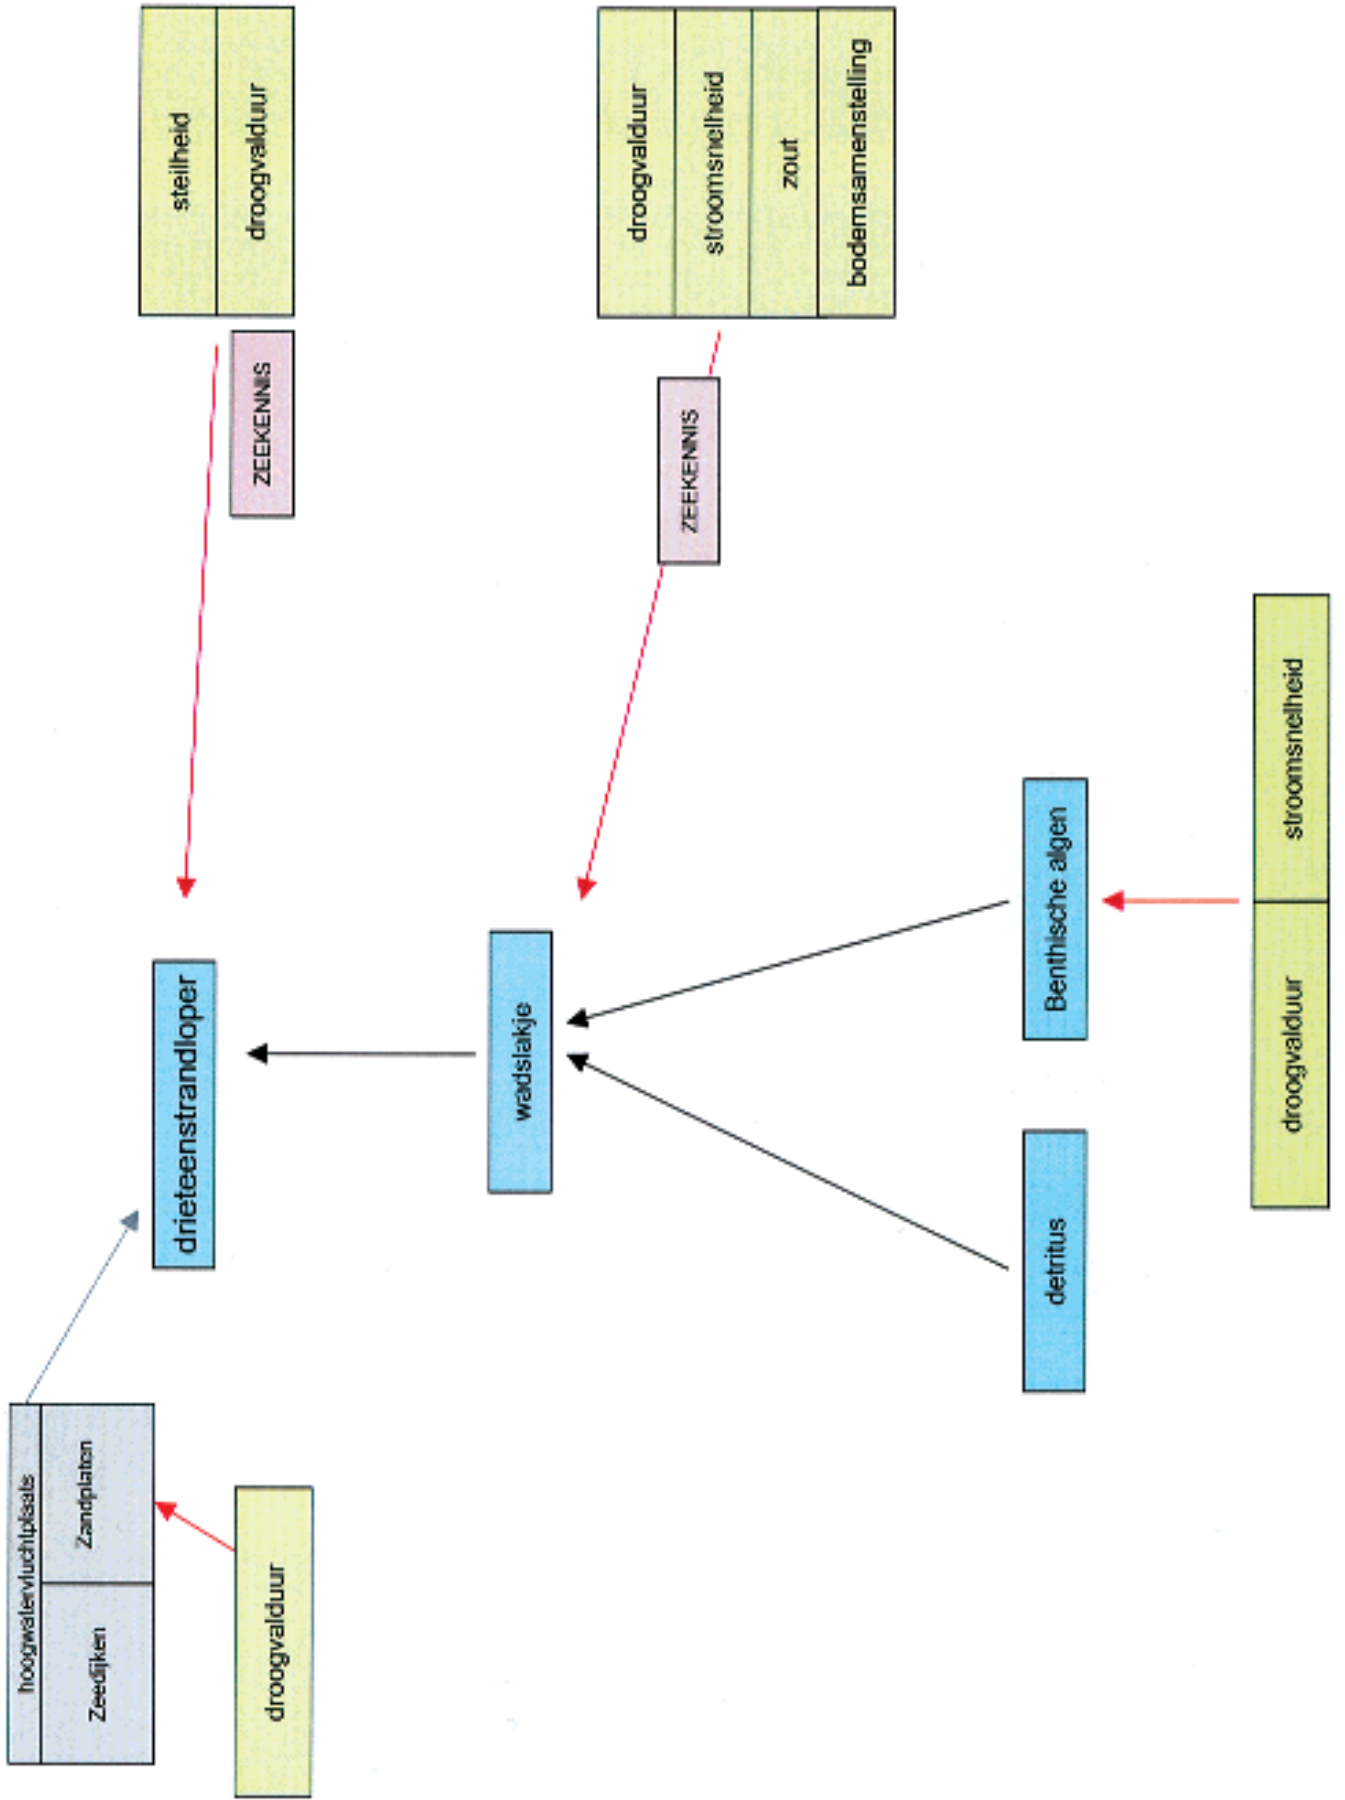 hoogwatervluchtplaats
Zeedijken
Zandplaten
droogvalduur
drieteenstrandloper
steilheid
droogvalduur
ZEEKENNIS
wadslakje
ZEEKENNIS
droogvalduur
stroomsnelheid
zout
bodemsamenstelling
detritus
Benthische algen
droogvalduur
stroomsnelheid